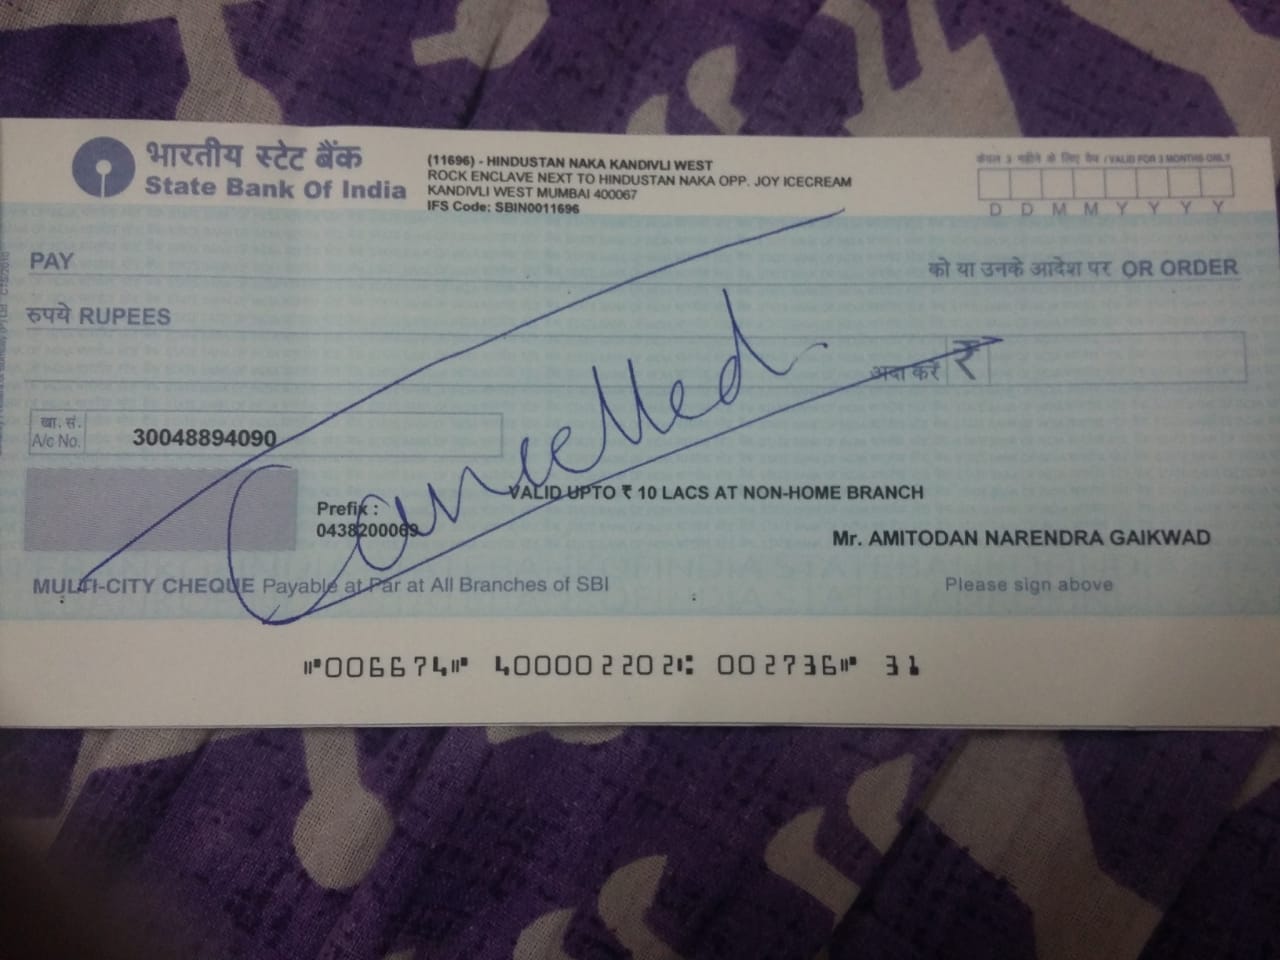 भारतीय स्टेट बैंक
State Bank Of India
(11696) - HINDUSTAN NAKA KANDIVLI WEST
ROCK ENCLAVE NEXT TO HINDUSTAN NAKA OPP. JOY ICECREAM
KANDIVLI WEST MUMBAI 400067
IFS Code: SBIN0011696
केवल 3 महीने के लिए वैध / VALID FOR 3 MONTHS ONLY
D D M M Y Y Y Y
PAY
को या उनके आदेश पर OR ORDER
रुपये RUPEES
अदा करें ₹
खा. सं.
A/c No. 30048894090
Cancelled
VALID UPTO ₹ 10 LACS AT NON-HOME BRANCH
Prefix :
0438200069
Mr. AMITODAN NARENDRA GAIKWAD
MULTI-CITY CHEQUE Payable at Par at All Branches of SBI
Please sign above
⑈006674⑈ 400002202⑆ 002736⑈ 31